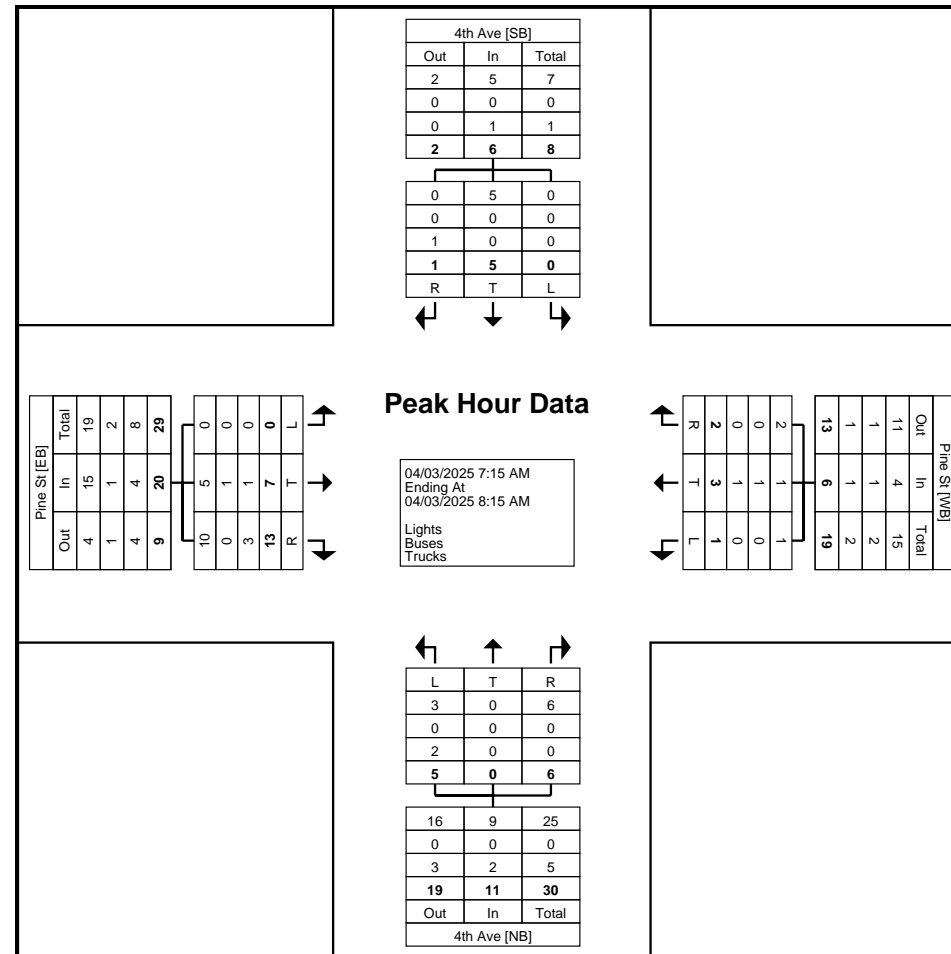 4th Ave [SB]
Out In Total
2 5 7
0 0 0
0 1 1
2 6 8
0 5 0
0 0 0
1 0 0
1 5 0
R T L
Peak Hour Data
04/03/2025 7:15 AM
Ending At
04/03/2025 8:15 AM
Lights
Buses
Trucks
Pine St [EB]
Out In Total
4 15 19
1 1 2
4 4 8
9 20 29
10 5 0
0 1 0
3 1 0
13 7 0
R T L
Pine St [WB]
Out In Total
11 4 15
1 1 2
1 1 2
13 6 19
2 1 1
0 1 0
0 1 0
2 3 1
R T L
L T R
3 0 6
0 0 0
2 0 0
5 0 6
16 9 25
0 0 0
3 2 5
19 11 30
Out In Total
4th Ave [NB]